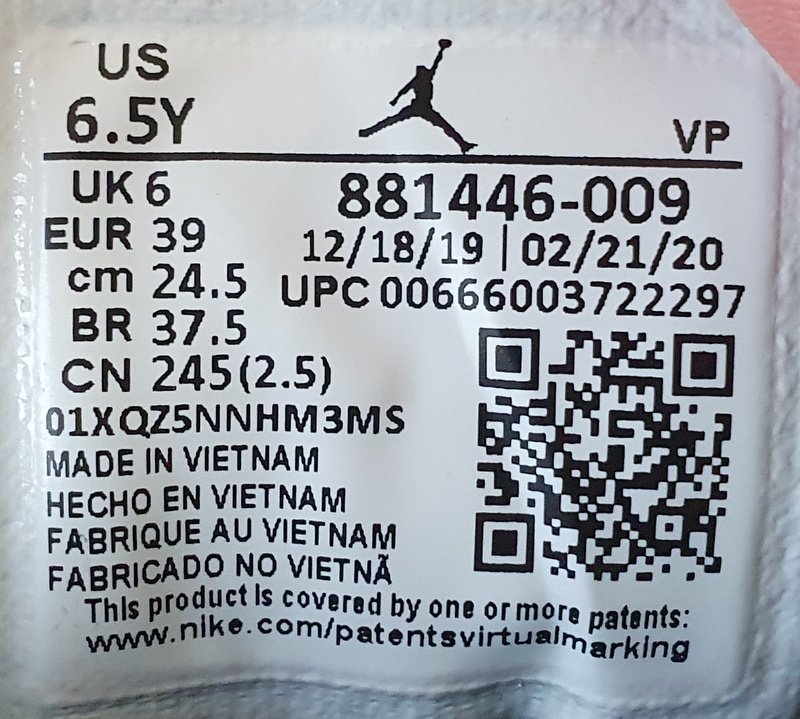 US
6.5Y
VP
UK 6
881446-009
EUR 39
12/18/19 | 02/21/20
cm 24.5
UPC 00666003722297
BR 37.5
CN 245(2.5)
01XQZ5NNHM3MS
MADE IN VIETNAM
HECHO EN VIETNAM
FABRIQUE AU VIETNAM
FABRICADO NO VIETNÃ
This product is covered by one or more patents:
www.nike.com/patentsvirtualmarking